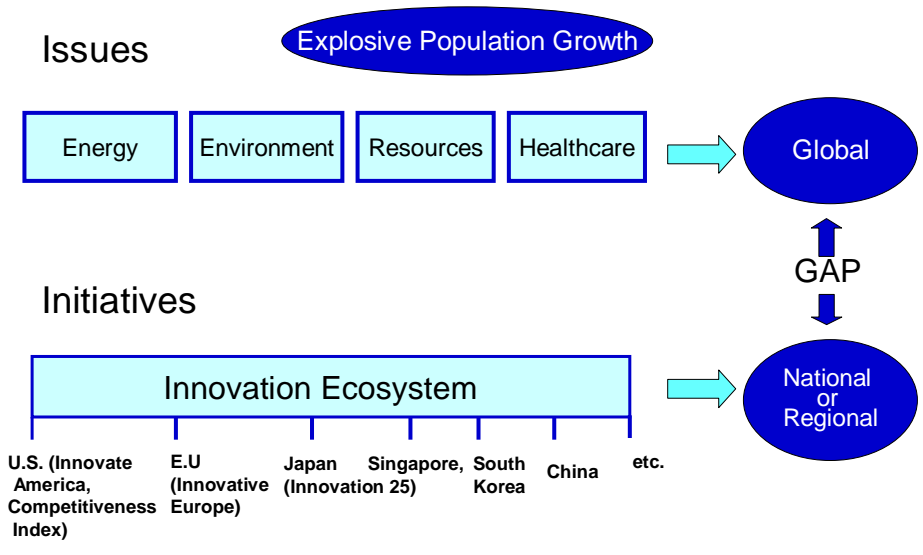 Issues
Explosive Population Growth
Energy
Environment
Resources
Healthcare
Global
GAP
Initiatives
Innovation Ecosystem
National
or
Regional
U.S. (Innovate
America,
Competitiveness
Index)
E.U
(Innovative
Europe)
Japan
(Innovation 25)
Singapore,
South
Korea
China
etc.